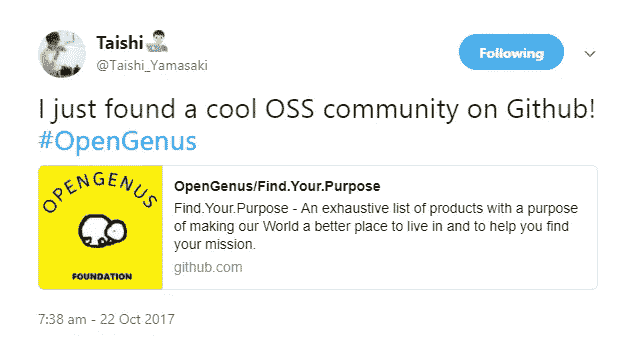 Taishi
@Taishi_Yamasaki
Following
I just found a cool OSS community on Github!
#OpenGenus
OPENGENUS
FOUNDATION
OpenGenus/Find.Your.Purpose
Find.Your.Purpose - An exhaustive list of products with a purpose
of making our World a better place to live in and to help you find
your mission.
github.com
7:38 am - 22 Oct 2017